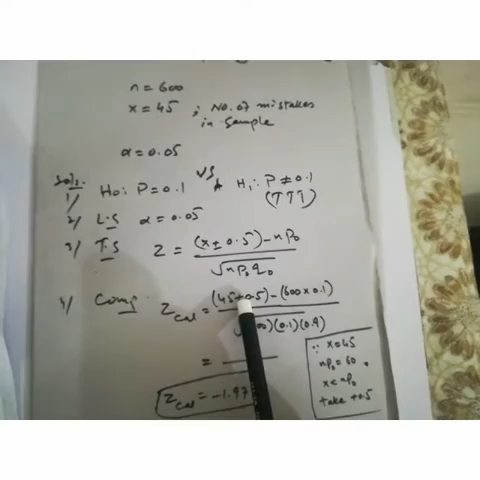 n = 600
x = 45 ; No. of mistakes
in sample
α = 0.05
Sol:
1) H₀: P = 0.1 VS H₁: P ≠ 0.1
(TTT)
2) L.S α = 0.05
3) T.S Z = (x ± 0.5) - np₀
√np₀q₀
4) Comp: Z cal = (45+0.5) - (600 x 0.1)
(0.1)(0.9)
=
Z cal = -1.97
∵ x = 45
np₀ = 60
x < np₀
take +0.5